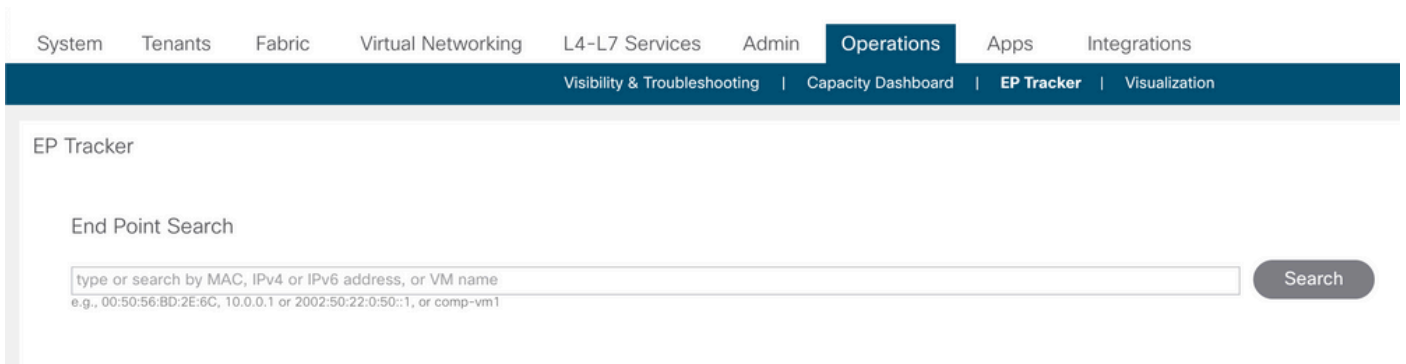 System Tenants Fabric Virtual Networking L4-L7 Services Admin Operations Apps Integrations
Visibility & Troubleshooting | Capacity Dashboard | EP Tracker | Visualization
EP Tracker
End Point Search
type or search by MAC, IPv4 or IPv6 address, or VM name
Search
e.g., 00:50:56:BD:2E:6C, 10.0.0.1 or 2002:50:22:0:50::1, or comp-vm1